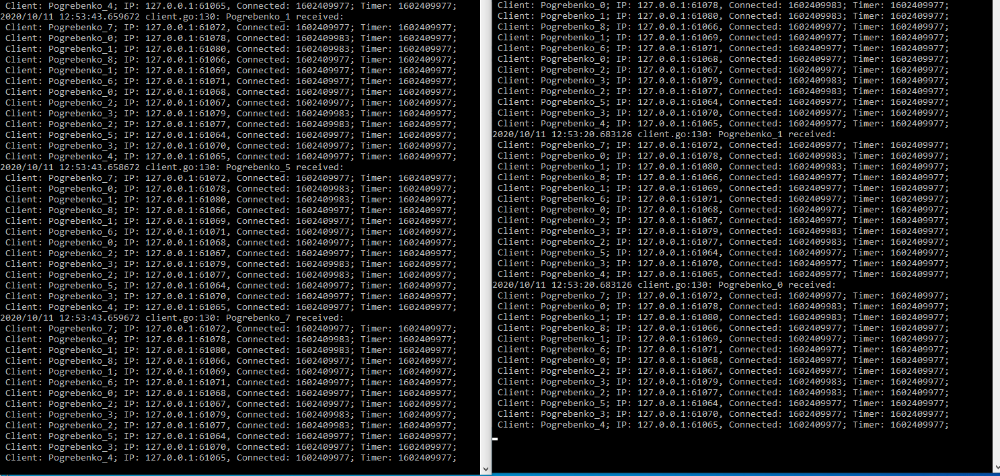 Client: Pogrebenko_4; IP: 127.0.0.1:61065, Connected: 1602409977; Timer: 1602409977;
2020/10/11 12:53:43.659672 client.go:130: Pogrebenko_1 received:
Client: Pogrebenko_7; IP: 127.0.0.1:61072, Connected: 1602409977; Timer: 1602409977;
Client: Pogrebenko_0; IP: 127.0.0.1:61078, Connected: 1602409983; Timer: 1602409977;
Client: Pogrebenko_1; IP: 127.0.0.1:61080, Connected: 1602409983; Timer: 1602409977;
Client: Pogrebenko_8; IP: 127.0.0.1:61066, Connected: 1602409977; Timer: 1602409977;
Client: Pogrebenko_1; IP: 127.0.0.1:61069, Connected: 1602409977; Timer: 1602409977;
Client: Pogrebenko_6; IP: 127.0.0.1:61071, Connected: 1602409977; Timer: 1602409977;
Client: Pogrebenko_0; IP: 127.0.0.1:61068, Connected: 1602409977; Timer: 1602409977;
Client: Pogrebenko_2; IP: 127.0.0.1:61067, Connected: 1602409977; Timer: 1602409977;
Client: Pogrebenko_3; IP: 127.0.0.1:61079, Connected: 1602409983; Timer: 1602409977;
Client: Pogrebenko_2; IP: 127.0.0.1:61077, Connected: 1602409983; Timer: 1602409977;
Client: Pogrebenko_5; IP: 127.0.0.1:61064, Connected: 1602409977; Timer: 1602409977;
Client: Pogrebenko_3; IP: 127.0.0.1:61070, Connected: 1602409977; Timer: 1602409977;
Client: Pogrebenko_4; IP: 127.0.0.1:61065, Connected: 1602409977; Timer: 1602409977;
2020/10/11 12:53:43.658672 client.go:130: Pogrebenko_5 received:
Client: Pogrebenko_7; IP: 127.0.0.1:61072, Connected: 1602409977; Timer: 1602409977;
Client: Pogrebenko_0; IP: 127.0.0.1:61078, Connected: 1602409983; Timer: 1602409977;
Client: Pogrebenko_1; IP: 127.0.0.1:61080, Connected: 1602409983; Timer: 1602409977;
Client: Pogrebenko_8; IP: 127.0.0.1:61066, Connected: 1602409977; Timer: 1602409977;
Client: Pogrebenko_1; IP: 127.0.0.1:61069, Connected: 1602409977; Timer: 1602409977;
Client: Pogrebenko_6; IP: 127.0.0.1:61071, Connected: 1602409977; Timer: 1602409977;
Client: Pogrebenko_0; IP: 127.0.0.1:61068, Connected: 1602409977; Timer: 1602409977;
Client: Pogrebenko_2; IP: 127.0.0.1:61067, Connected: 1602409977; Timer: 1602409977;
Client: Pogrebenko_3; IP: 127.0.0.1:61079, Connected: 1602409983; Timer: 1602409977;
Client: Pogrebenko_2; IP: 127.0.0.1:61077, Connected: 1602409983; Timer: 1602409977;
Client: Pogrebenko_5; IP: 127.0.0.1:61064, Connected: 1602409977; Timer: 1602409977;
Client: Pogrebenko_3; IP: 127.0.0.1:61070, Connected: 1602409977; Timer: 1602409977;
Client: Pogrebenko_4; IP: 127.0.0.1:61065, Connected: 1602409977; Timer: 1602409977;
2020/10/11 12:53:43.659672 client.go:130: Pogrebenko_7 received:
Client: Pogrebenko_7; IP: 127.0.0.1:61072, Connected: 1602409977; Timer: 1602409977;
Client: Pogrebenko_0; IP: 127.0.0.1:61078, Connected: 1602409983; Timer: 1602409977;
Client: Pogrebenko_1; IP: 127.0.0.1:61080, Connected: 1602409983; Timer: 1602409977;
Client: Pogrebenko_8; IP: 127.0.0.1:61066, Connected: 1602409977; Timer: 1602409977;
Client: Pogrebenko_1; IP: 127.0.0.1:61069, Connected: 1602409977; Timer: 1602409977;
Client: Pogrebenko_6; IP: 127.0.0.1:61071, Connected: 1602409977; Timer: 1602409977;
Client: Pogrebenko_0; IP: 127.0.0.1:61068, Connected: 1602409977; Timer: 1602409977;
Client: Pogrebenko_2; IP: 127.0.0.1:61067, Connected: 1602409977; Timer: 1602409977;
Client: Pogrebenko_3; IP: 127.0.0.1:61079, Connected: 1602409983; Timer: 1602409977;
Client: Pogrebenko_2; IP: 127.0.0.1:61077, Connected: 1602409983; Timer: 1602409977;
Client: Pogrebenko_5; IP: 127.0.0.1:61064, Connected: 1602409977; Timer: 1602409977;
Client: Pogrebenko_3; IP: 127.0.0.1:61070, Connected: 1602409977; Timer: 1602409977;
Client: Pogrebenko_4; IP: 127.0.0.1:61065, Connected: 1602409977; Timer: 1602409977;
Client: Pogrebenko_0; IP: 127.0.0.1:61078, Connected: 1602409983; Timer: 1602409977;
Client: Pogrebenko_1; IP: 127.0.0.1:61080, Connected: 1602409983; Timer: 1602409977;
Client: Pogrebenko_8; IP: 127.0.0.1:61066, Connected: 1602409977; Timer: 1602409977;
Client: Pogrebenko_1; IP: 127.0.0.1:61069, Connected: 1602409977; Timer: 1602409977;
Client: Pogrebenko_6; IP: 127.0.0.1:61071, Connected: 1602409977; Timer: 1602409977;
Client: Pogrebenko_0; IP: 127.0.0.1:61068, Connected: 1602409977; Timer: 1602409977;
Client: Pogrebenko_2; IP: 127.0.0.1:61067, Connected: 1602409977; Timer: 1602409977;
Client: Pogrebenko_3; IP: 127.0.0.1:61079, Connected: 1602409983; Timer: 1602409977;
Client: Pogrebenko_2; IP: 127.0.0.1:61077, Connected: 1602409983; Timer: 1602409977;
Client: Pogrebenko_5; IP: 127.0.0.1:61064, Connected: 1602409977; Timer: 1602409977;
Client: Pogrebenko_3; IP: 127.0.0.1:61070, Connected: 1602409977; Timer: 1602409977;
Client: Pogrebenko_4; IP: 127.0.0.1:61065, Connected: 1602409977; Timer: 1602409977;
2020/10/11 12:53:20.683126 client.go:130: Pogrebenko_1 received:
Client: Pogrebenko_7; IP: 127.0.0.1:61072, Connected: 1602409977; Timer: 1602409977;
Client: Pogrebenko_0; IP: 127.0.0.1:61078, Connected: 1602409983; Timer: 1602409977;
Client: Pogrebenko_1; IP: 127.0.0.1:61080, Connected: 1602409983; Timer: 1602409977;
Client: Pogrebenko_8; IP: 127.0.0.1:61066, Connected: 1602409977; Timer: 1602409977;
Client: Pogrebenko_1; IP: 127.0.0.1:61069, Connected: 1602409977; Timer: 1602409977;
Client: Pogrebenko_6; IP: 127.0.0.1:61071, Connected: 1602409977; Timer: 1602409977;
Client: Pogrebenko_0; IP: 127.0.0.1:61068, Connected: 1602409977; Timer: 1602409977;
Client: Pogrebenko_2; IP: 127.0.0.1:61067, Connected: 1602409977; Timer: 1602409977;
Client: Pogrebenko_3; IP: 127.0.0.1:61079, Connected: 1602409983; Timer: 1602409977;
Client: Pogrebenko_2; IP: 127.0.0.1:61077, Connected: 1602409983; Timer: 1602409977;
Client: Pogrebenko_5; IP: 127.0.0.1:61064, Connected: 1602409977; Timer: 1602409977;
Client: Pogrebenko_3; IP: 127.0.0.1:61070, Connected: 1602409977; Timer: 1602409977;
Client: Pogrebenko_4; IP: 127.0.0.1:61065, Connected: 1602409977; Timer: 1602409977;
2020/10/11 12:53:20.683126 client.go:130: Pogrebenko_0 received:
Client: Pogrebenko_7; IP: 127.0.0.1:61072, Connected: 1602409977; Timer: 1602409977;
Client: Pogrebenko_0; IP: 127.0.0.1:61078, Connected: 1602409983; Timer: 1602409977;
Client: Pogrebenko_1; IP: 127.0.0.1:61080, Connected: 1602409983; Timer: 1602409977;
Client: Pogrebenko_8; IP: 127.0.0.1:61066, Connected: 1602409977; Timer: 1602409977;
Client: Pogrebenko_1; IP: 127.0.0.1:61069, Connected: 1602409977; Timer: 1602409977;
Client: Pogrebenko_6; IP: 127.0.0.1:61071, Connected: 1602409977; Timer: 1602409977;
Client: Pogrebenko_0; IP: 127.0.0.1:61068, Connected: 1602409977; Timer: 1602409977;
Client: Pogrebenko_2; IP: 127.0.0.1:61067, Connected: 1602409977; Timer: 1602409977;
Client: Pogrebenko_3; IP: 127.0.0.1:61079, Connected: 1602409983; Timer: 1602409977;
Client: Pogrebenko_2; IP: 127.0.0.1:61077, Connected: 1602409983; Timer: 1602409977;
Client: Pogrebenko_5; IP: 127.0.0.1:61064, Connected: 1602409977; Timer: 1602409977;
Client: Pogrebenko_3; IP: 127.0.0.1:61070, Connected: 1602409977; Timer: 1602409977;
Client: Pogrebenko_4; IP: 127.0.0.1:61065, Connected: 1602409977; Timer: 1602409977;